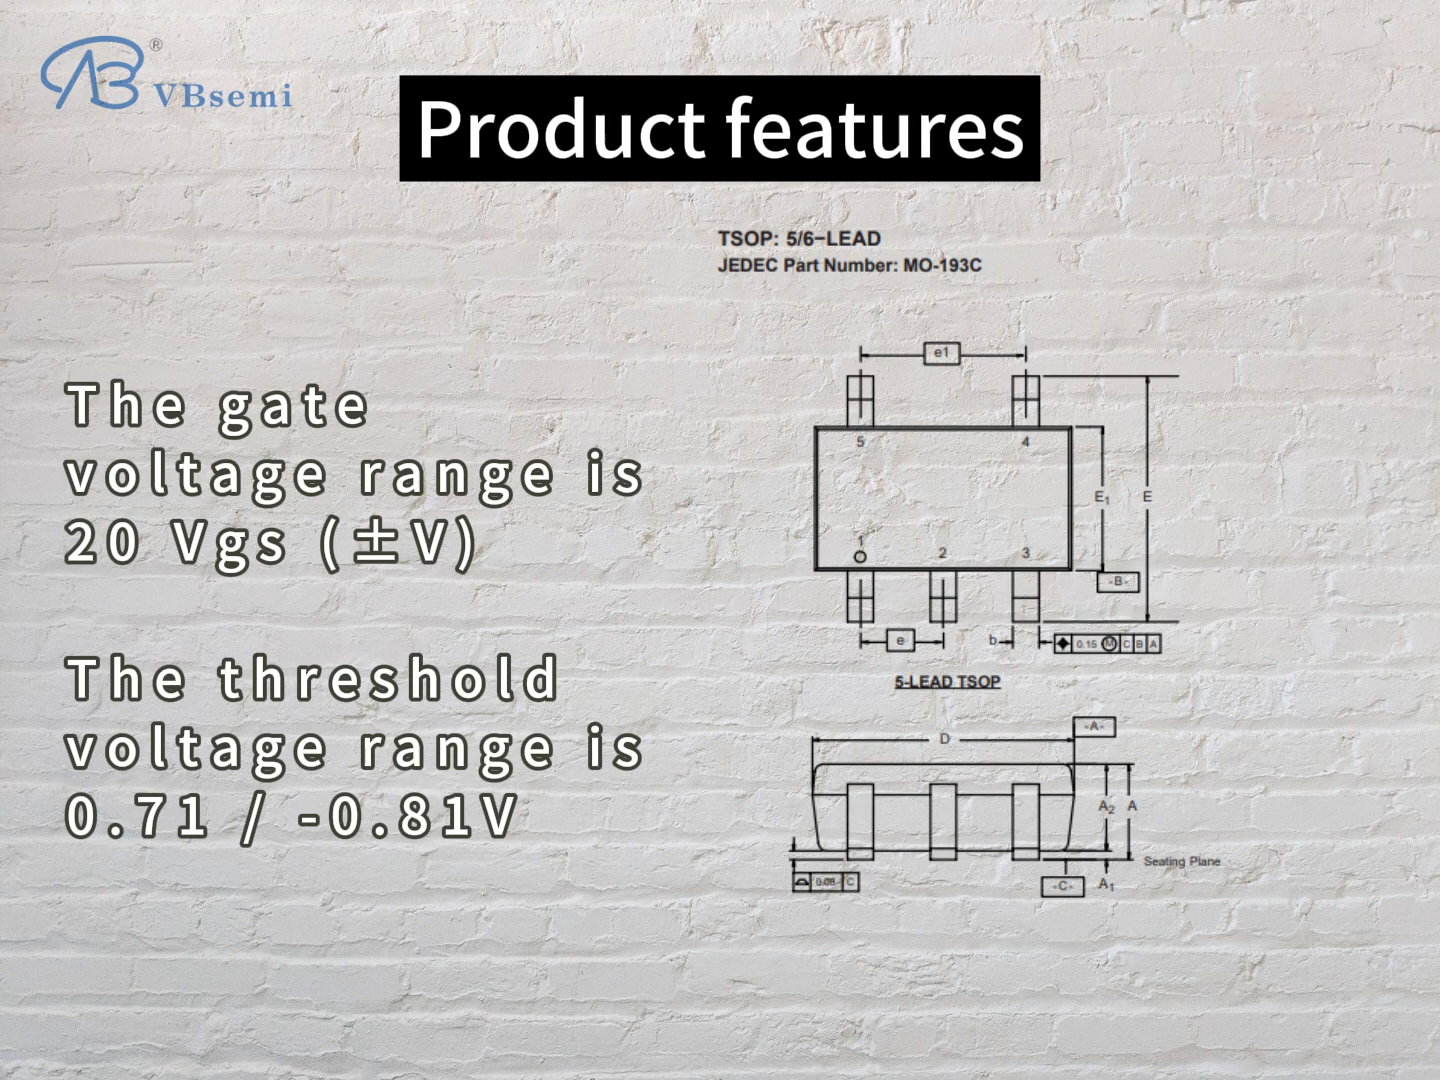 ®
VBsemi
Product features
TSOP: 5/6−LEAD
JEDEC Part Number: MO-193C
The gate
voltage range is
20 Vgs (±V)
The threshold
voltage range is
0.71 / -0.81V
e1
5
4
E1
E
1
2
3
-B-
e
b
0.15 M C B A
5-LEAD TSOP
-A-
D
A2
A
Seating Plane
0.08 C
-C-
A1